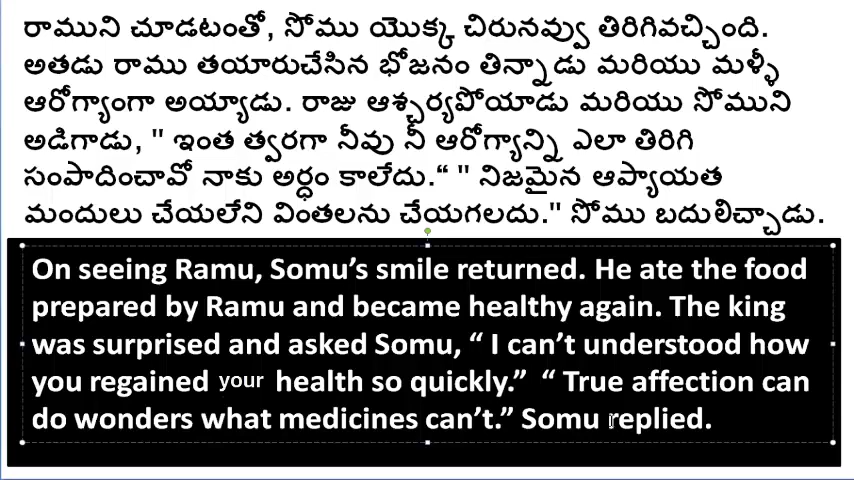 రాముని చూడటంతో, సోము యొక్క చిరునవ్వు తిరిగివచ్చింది.
అతడు రాము తయారుచేసిన భోజనం తిన్నాడు మరియు మళ్ళీ
ఆరోగ్యంగా అయ్యాడు. రాజు ఆశ్చర్యపోయాడు మరియు సోముని
అడిగాడు, " ఇంత త్వరగా నీవు నీ ఆరోగ్యాన్ని ఎలా తిరిగి
సంపాదించావో నాకు అర్ధం కాలేదు.“ " నిజమైన ఆప్యాయత
మందులు చేయలేని వింతలను చేయగలదు." సోము బదులిచ్చాడు.
On seeing Ramu, Somu’s smile returned. He ate the food
prepared by Ramu and became healthy again. The king
was surprised and asked Somu, “ I can’t understood how
you regained your health so quickly.” “ True affection can
do wonders what medicines can’t.” Somu replied.